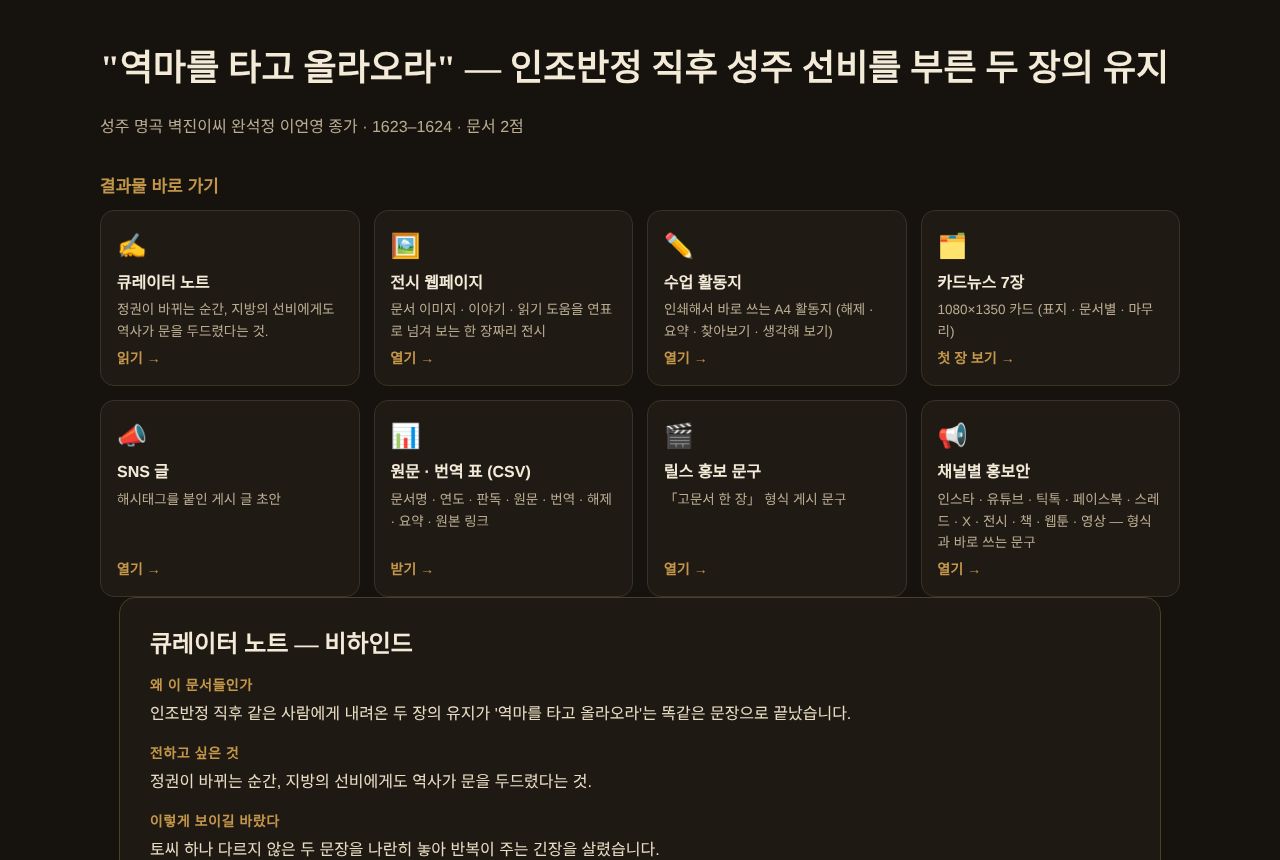 "역마를 타고 올라오라" — 인조반정 직후 성주 선비를 부른 두 장의 유지
성주 명곡 벽진이씨 완석정 이언영 종가 · 1623–1624 · 문서 2점
결과물 바로 가기
큐레이터 노트
정권이 바뀌는 순간, 지방의 선비에게도
역사가 문을 두드렸다는 것.
읽기 →
전시 웹페이지
문서 이미지 · 이야기 · 읽기 도움을 연표
로 넘겨 보는 한 장짜리 전시
열기 →
수업 활동지
인쇄해서 바로 쓰는 A4 활동지 (해제 ·
요약 · 찾아보기 · 생각해 보기)
열기 →
카드뉴스 7장
1080×1350 카드 (표지 · 문서별 · 마무
리)
첫 장 보기 →
SNS 글
해시태그를 붙인 게시 글 초안
열기 →
원문 · 번역 표 (CSV)
문서명 · 연도 · 판독 · 원문 · 번역 · 해제
· 요약 · 원본 링크
받기 →
릴스 홍보 문구
「고문서 한 장」 형식 게시 문구
열기 →
채널별 홍보안
인스타 · 유튜브 · 틱톡 · 페이스북 · 스레
드 · X · 전시 · 책 · 웹툰 · 영상 — 형식
과 바로 쓰는 문구
열기 →
큐레이터 노트 — 비하인드
왜 이 문서들인가
인조반정 직후 같은 사람에게 내려온 두 장의 유지가 '역마를 타고 올라오라'는 똑같은 문장으로 끝났습니다.
전하고 싶은 것
정권이 바뀌는 순간, 지방의 선비에게도 역사가 문을 두드렸다는 것.
이렇게 보이길 바랐다
토씨 하나 다르지 않은 두 문장을 나란히 놓아 반복이 주는 긴장을 살렸습니다.